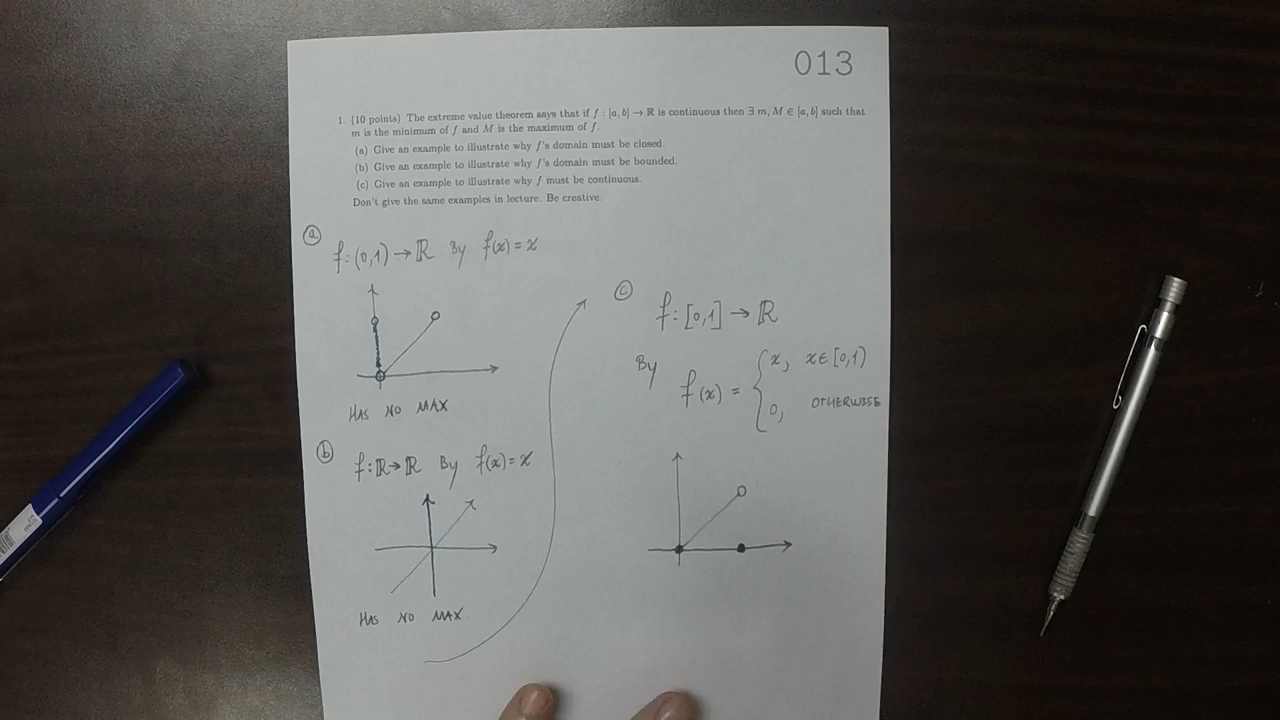 013
1. (10 points) The extreme value theorem says that if f : [a, b] → ℝ is continuous then ∃ m, M ∈ [a, b] such that
m is the minimum of f and M is the maximum of f.
(a) Give an example to illustrate why f's domain must be closed.
(b) Give an example to illustrate why f's domain must be bounded.
(c) Give an example to illustrate why f must be continuous.
Don't give the same examples in lecture. Be creative.
ⓐ f: (0,1) → ℝ By f(x) = x
HAS NO MAX
ⓑ f: ℝ → ℝ By f(x) = x
HAS NO MAX
ⓒ f: [0,1] → ℝ
By f(x) = { x, x ∈ [0,1)
0, OTHERWISE